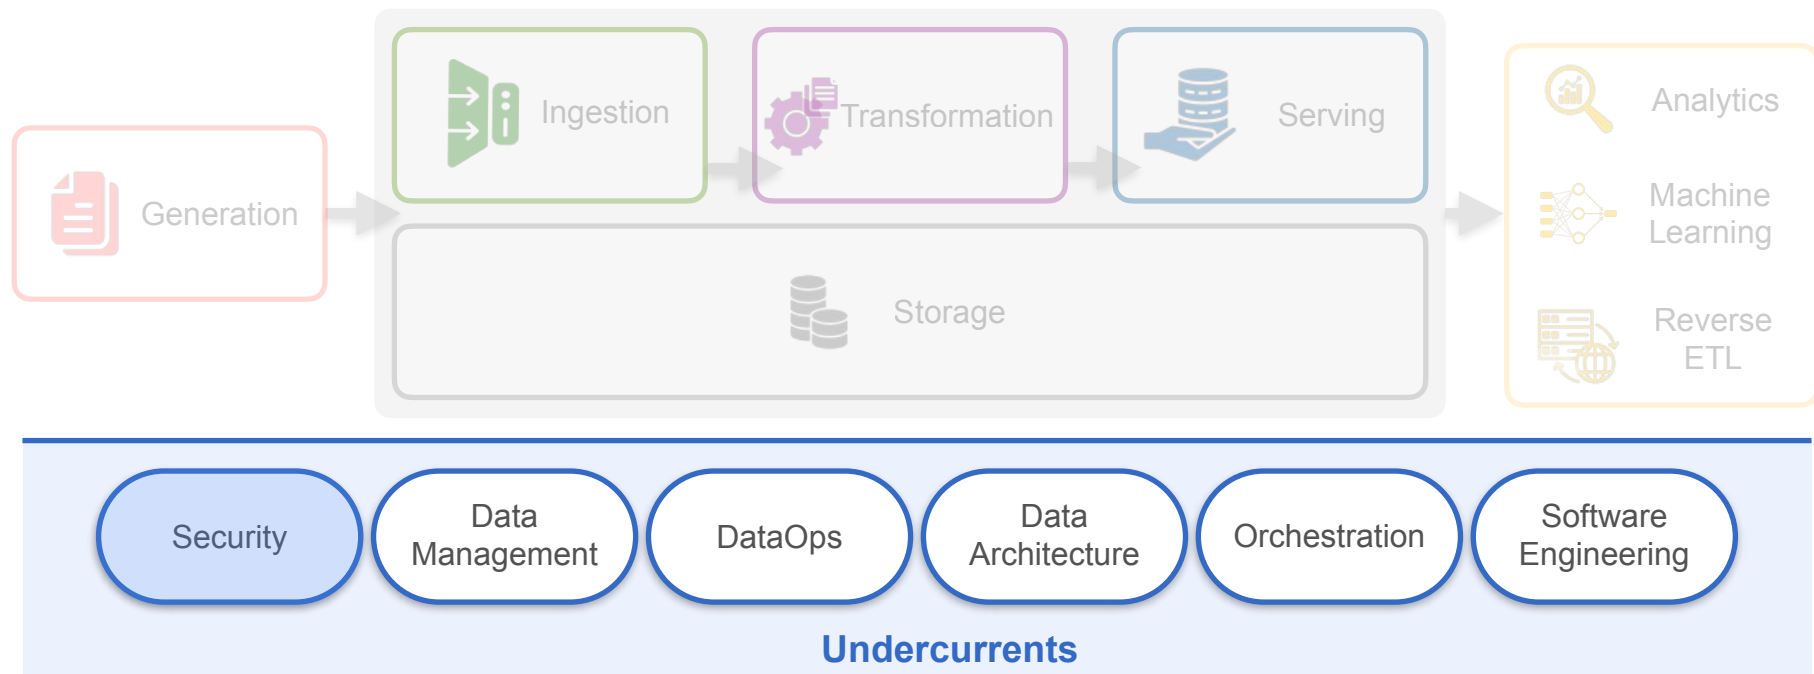 Generation
Ingestion
Transformation
Serving
Storage
Analytics
Machine
Learning
Reverse
ETL
Security
Data
Management
DataOps
Data
Architecture
Orchestration
Software
Engineering
Undercurrents